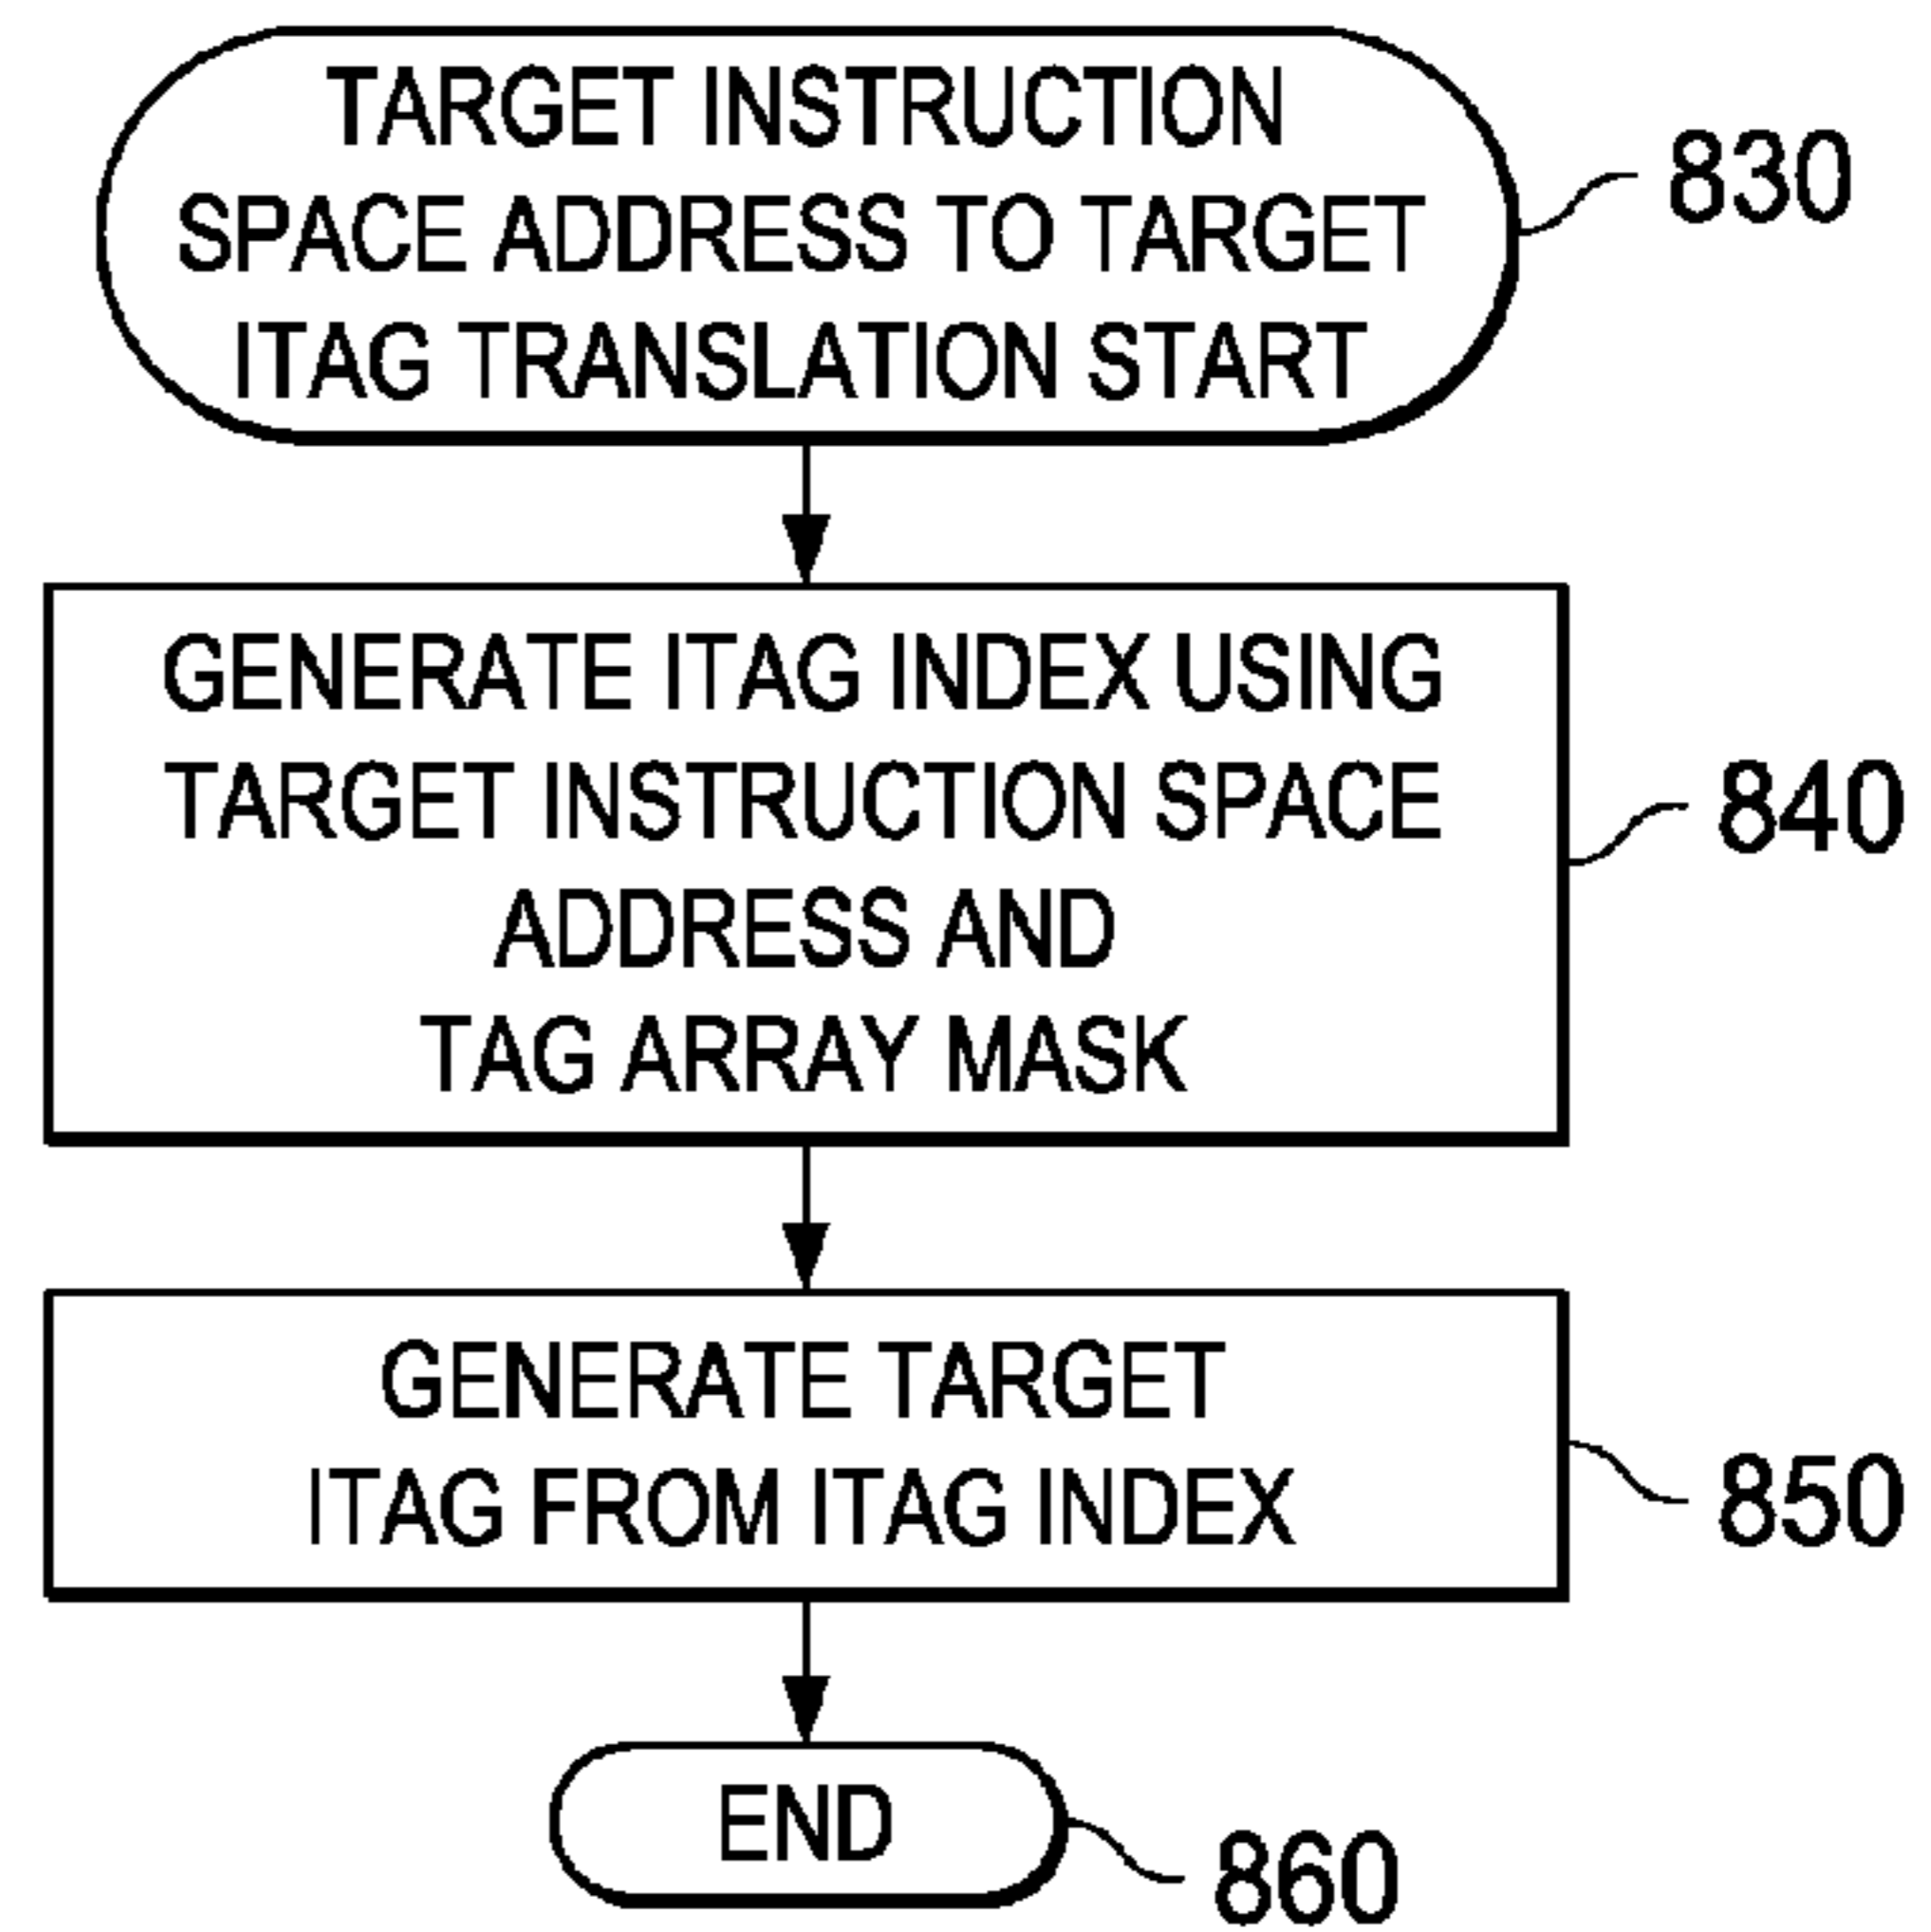 TARGET INSTRUCTION
SPACE ADDRESS TO TARGET
ITAG TRANSLATION START
830
GENERATE ITAG INDEX USING
TARGET INSTRUCTION SPACE
ADDRESS AND
TAG ARRAY MASK
840
GENERATE TARGET
ITAG FROM ITAG INDEX
850
END
860